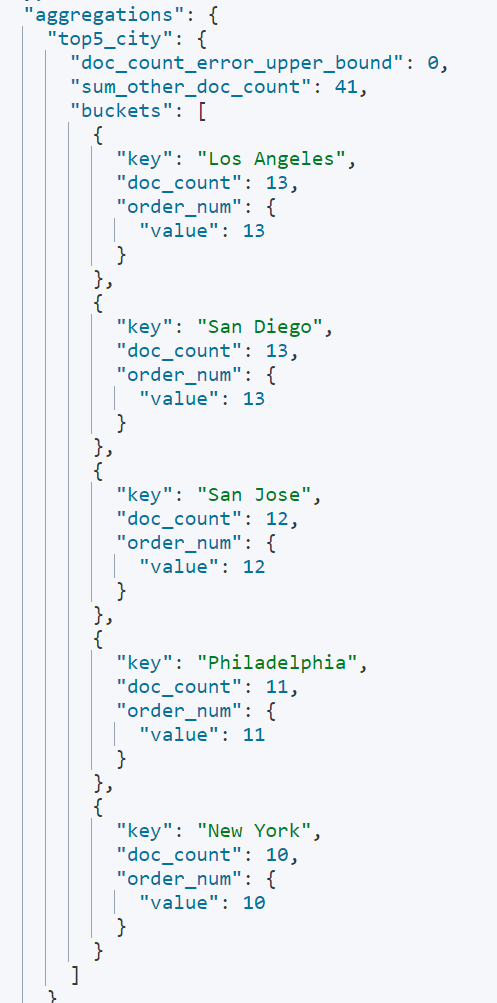 "aggregations": {
"top5_city": {
"doc_count_error_upper_bound": 0,
"sum_other_doc_count": 41,
"buckets": [
{
"key": "Los Angeles",
"doc_count": 13,
"order_num": {
"value": 13
}
},
{
"key": "San Diego",
"doc_count": 13,
"order_num": {
"value": 13
}
},
{
"key": "San Jose",
"doc_count": 12,
"order_num": {
"value": 12
}
},
{
"key": "Philadelphia",
"doc_count": 11,
"order_num": {
"value": 11
}
},
{
"key": "New York",
"doc_count": 10,
"order_num": {
"value": 10
}
}
]
}